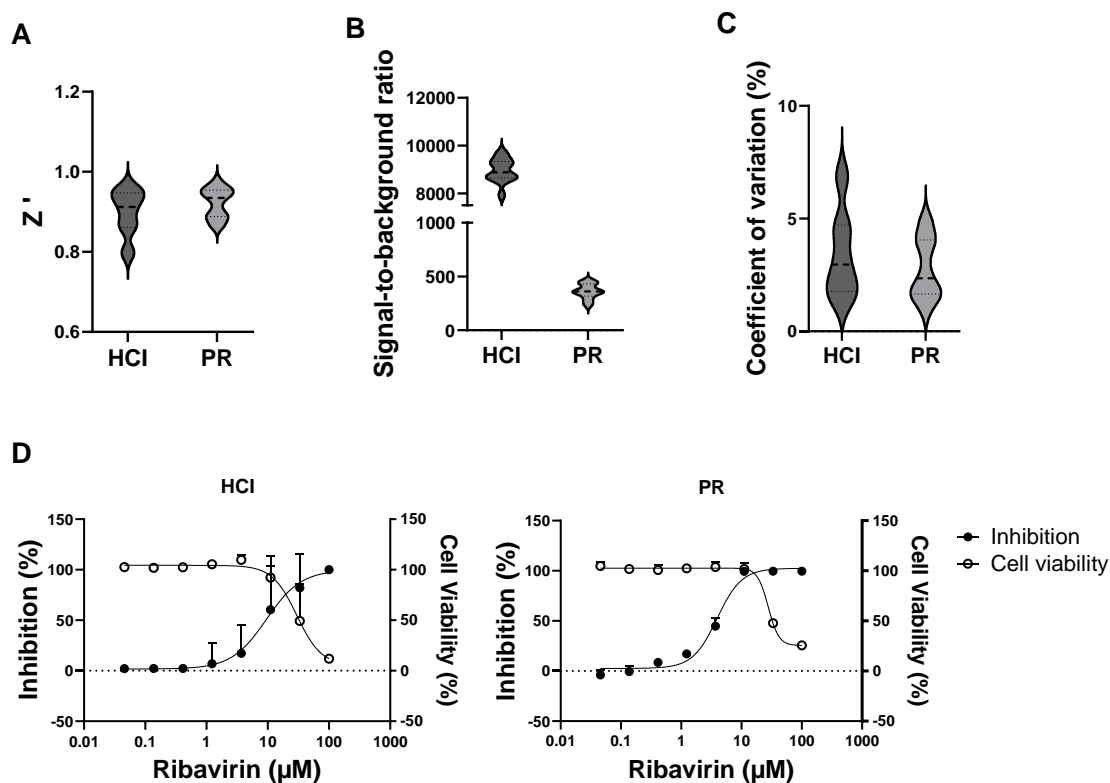 A
Z'
1.2
1.0
0.8
0.6
HCI PR
B
Signal-to-background ratio
12000
10000
8000
1000
500
0
HCI PR
C
Coefficient of variation (%)
10
5
0
HCI PR
D
HCI
Inhibition (%)
150
100
50
0
-50
0.01 0.1 1 10 100 1000
Ribavirin (µM)
150
100
50
0
-50
Cell Viability (%)
PR
Inhibition (%)
150
100
50
0
-50
0.01 0.1 1 10 100 1000
Ribavirin (µM)
150
100
50
0
-50
Cell Viability (%)
Inhibition
Cell viability